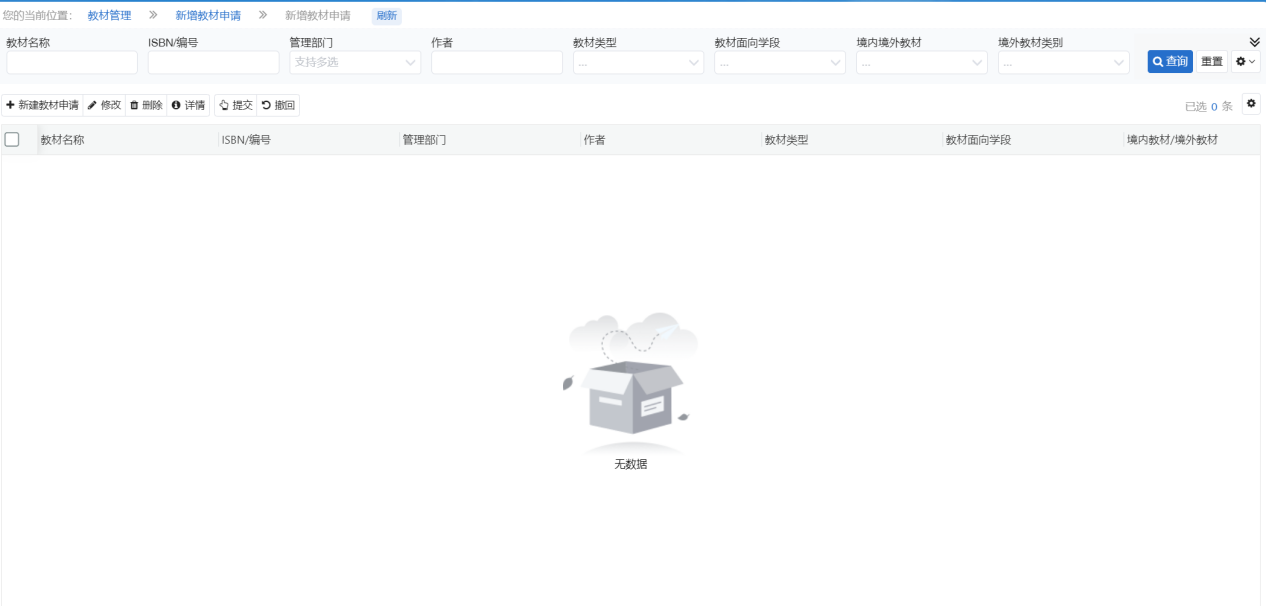 您的当前位置： 教材管理 新增教材申请 新增教材申请 刷新
教材名称 ISBN/编号 管理部门 作者 教材类型 教材面向学段 境内境外教材 境外教材类别
支持多选 ... ... ... ... 查询 重置
新建教材申请 修改 删除 详情 提交 撤回 已选 0 条
教材名称 ISBN/编号 管理部门 作者 教材类型 教材面向学段 境内教材/境外教材
无数据